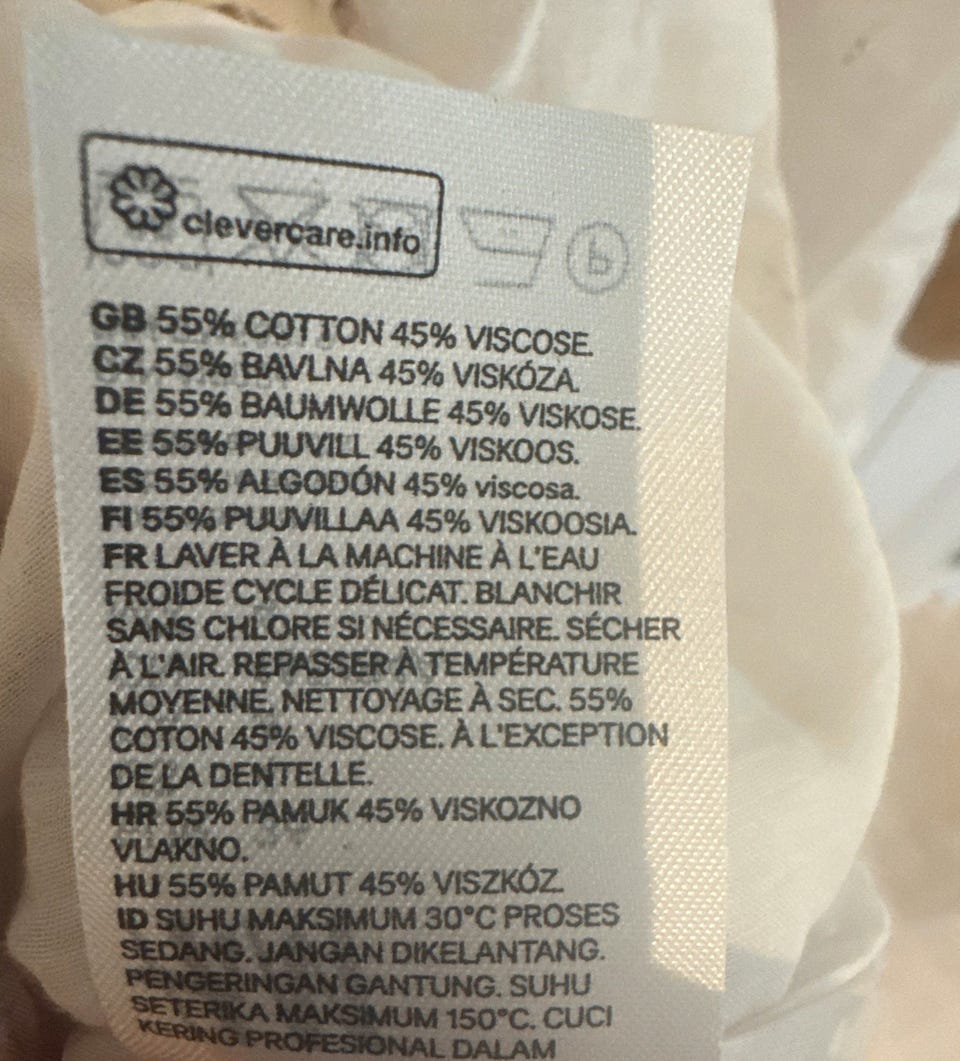 clevercare.info
GB 55% COTTON 45% VISCOSE.
CZ 55% BAVLNA 45% VISKÓZA.
DE 55% BAUMWOLLE 45% VISKOSE.
EE 55% PUUVILL 45% VISKOOS.
ES 55% ALGODÓN 45% viscosa.
FI 55% PUUVILLAA 45% VISKOOSIA.
FR LAVER À LA MACHINE À L'EAU
FROIDE CYCLE DÉLICAT. BLANCHIR
SANS CHLORE SI NÉCESSAIRE. SÉCHER
À L'AIR. REPASSER À TEMPÉRATURE
MOYENNE. NETTOYAGE À SEC. 55%
COTON 45% VISCOSE. À L'EXCEPTION
DE LA DENTELLE.
HR 55% PAMUK 45% VISKOZNO
VLAKNO.
HU 55% PAMUT 45% VISZKÓZ.
ID SUHU MAKSIMUM 30°C PROSES
SEDANG. JANGAN DIKELANTANG.
PENGERINGAN GANTUNG. SUHU
SETERIKA MAKSIMUM 150°C. CUCI
KERING PROFESIONAL DALAM